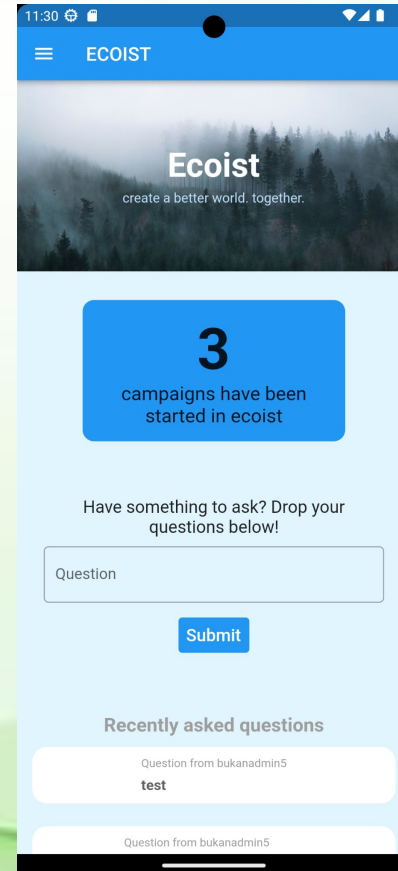 11:30
ECOIST
Ecoist
create a better world. together.
3
campaigns have been
started in ecoist
Have something to ask? Drop your
questions below!
Question
Submit
Recently asked questions
Question from bukanadmin5
test
Question from bukanadmin5